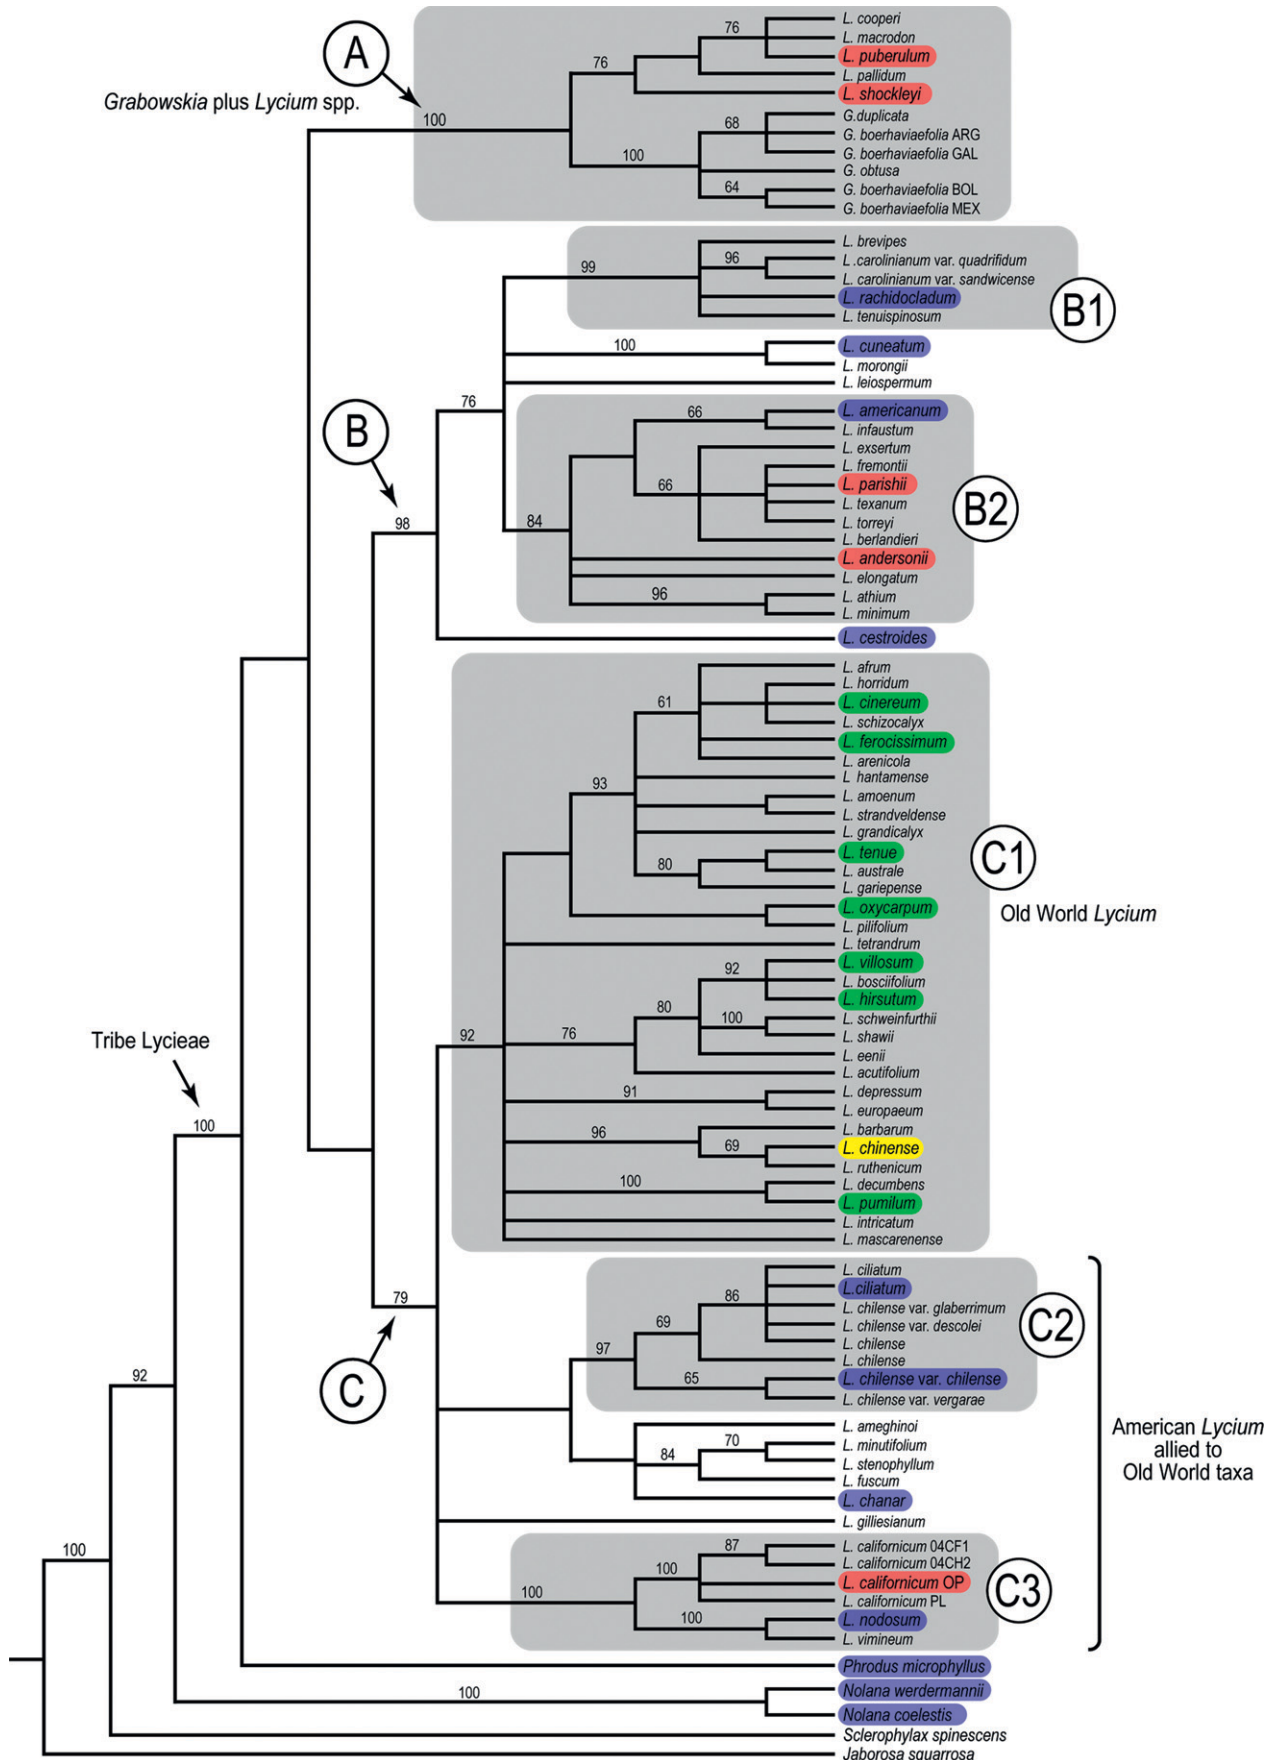 L. cooperi
76
L. macrodon
A
L. puberulum
76
L. pallidum
Grabowskia plus Lycium spp.
L. shockleyi
100
G.duplicata
68
G. boerhaviaefolia ARG
G. boerhaviaefolia GAL
100
G. obtusa
64
G. boerhaviaefolia BOL
G. boerhaviaefolia MEX
L. brevipes
96
L .carolinianum var. quadrifidum
99
L. carolinianum var. sandwicense
L. rachidocladum
B1
L. tenuispinosum
100
L. cuneatum
L. morongii
L. leiospermum
76
66
L. americanum
B
L. infaustum
L. exsertum
L. fremontii
66
L. parishii
B2
L. texanum
98
84
L. torreyi
L. berlandieri
L. andersonii
L. elongatum
96
L. athium
L. minimum
L. cestroides
L. afrum
L. horridum
61
L. cinereum
L. schizocalyx
L. ferocissimum
L. arenicola
93
L. hantamense
L. amoenum
L. strandveldense
L. grandicalyx
C1
80
L. tenue
L. australe
L. gariepense
L. oxycarpum
Old World Lycium
L. pilifolium
L. tetrandrum
92
L. villosum
L. bosciifolium
L. hirsutum
80
100
L. schweinfurthii
Tribe Lycieae
92
76
L. shawii
L. eenii
L. acutifolium
91
L. depressum
L. europaeum
100
96
L. barbarum
69
L. chinense
L. ruthenicum
100
L. decumbens
L. pumilum
L. intricatum
L. mascarenense
L. ciliatum
79
86
L.ciliatum
L. chilense var. glaberrimum
69
L. chilense var. descolei
C2
L. chilense
97
L. chilense
92
C
65
L. chilense var. chilense
L. chilense var. vergarae
L. ameghinoi
American Lycium
allied to
Old World taxa
70
L. minutifolium
84
L. stenophyllum
L. fuscum
L. chanar
L. gilliesianum
100
87
L. californicum 04CF1
L. californicum 04CH2
100
L. californicum OP
C3
100
L. californicum PL
100
L. nodosum
L. vimineum
Phrodus microphyllus
100
Nolana werdermannii
Nolana coelestis
Sclerophylax spinescens
Jaborosa squarrosa